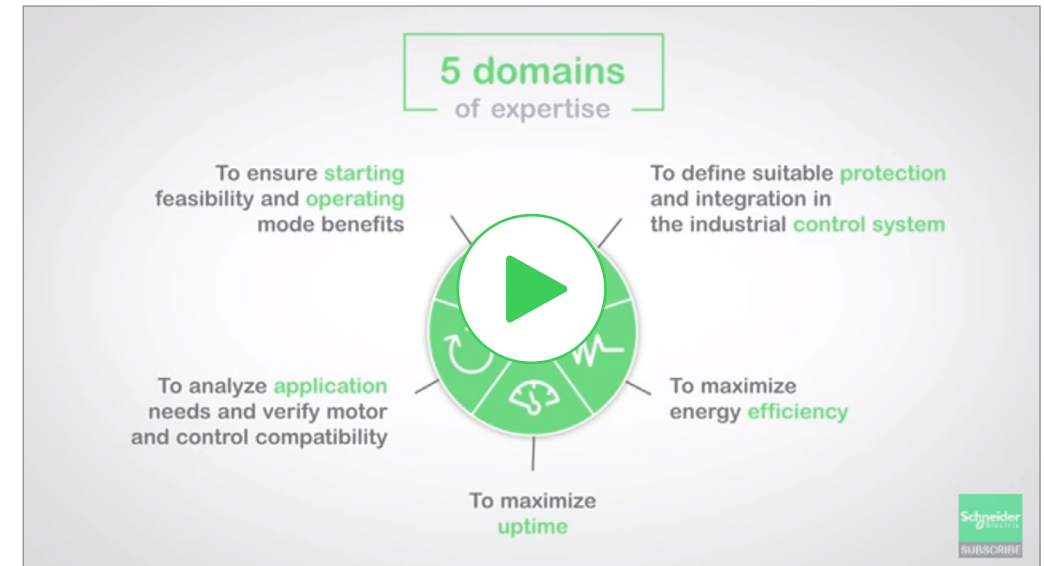 5 domains
of expertise
To ensure starting
feasibility and operating
mode benefits
To define suitable protection
and integration in
the industrial control system
To analyze application
needs and verify motor
and control compatibility
To maximize
energy efficiency
To maximize
uptime
Schneider
Electric
SUBSCRIBE